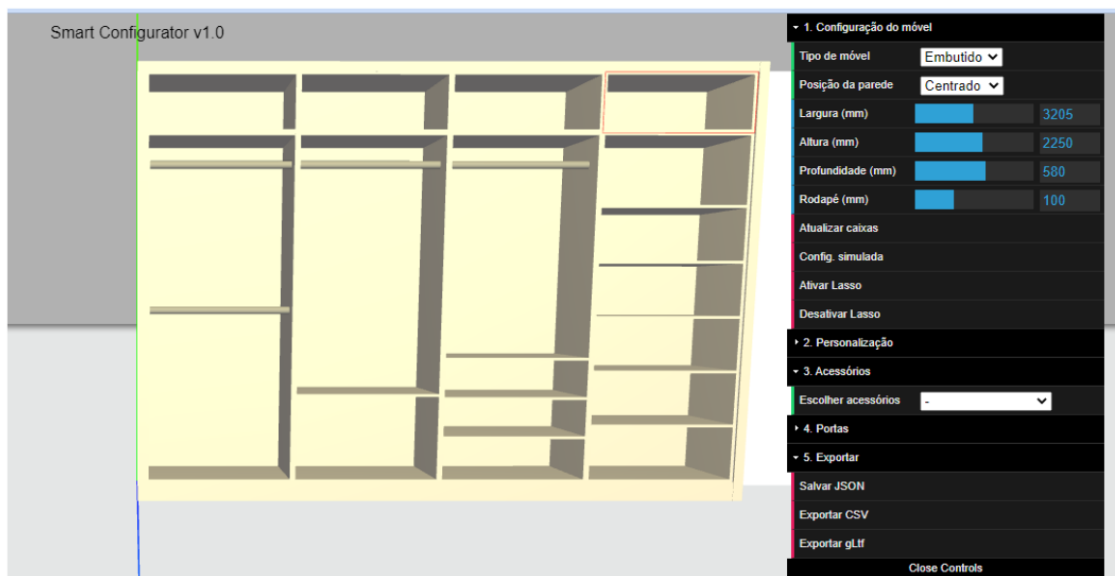 Smart Configurator v1.0
1. Configuração do móvel
Tipo de móvel Embutido
Posição da parede Centrado
Largura (mm) 3205
Altura (mm) 2250
Profundidade (mm) 580
Rodapé (mm) 100
Atualizar caixas
Config. simulada
Ativar Lasso
Desativar Lasso
2. Personalização
3. Acessórios
Escolher acessórios -
4. Portas
5. Exportar
Salvar JSON
Exportar CSV
Exportar gLtf
Close Controls